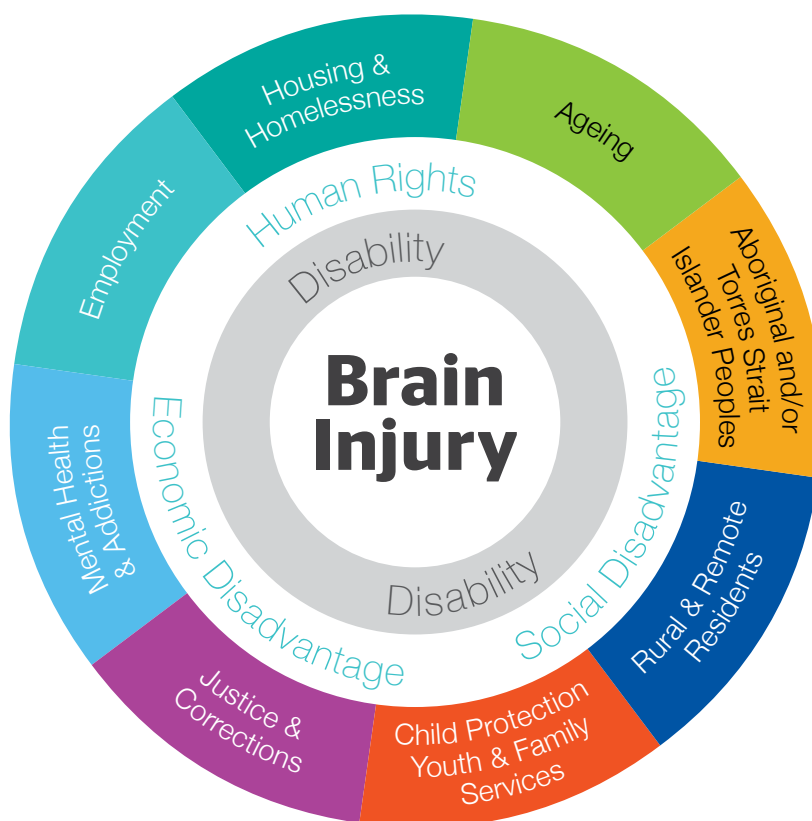 Housing &
Homelessness
Ageing
Aboriginal and/or
Torres Strait
Islander Peoples
Rural & Remote
Residents
Child Protection
Youth & Family
Services
Justice &
Corrections
Mental Health
& Addictions
Employment
Human Rights
Social Disadvantage
Economic Disadvantage
Disability
Brain
Injury
Disability